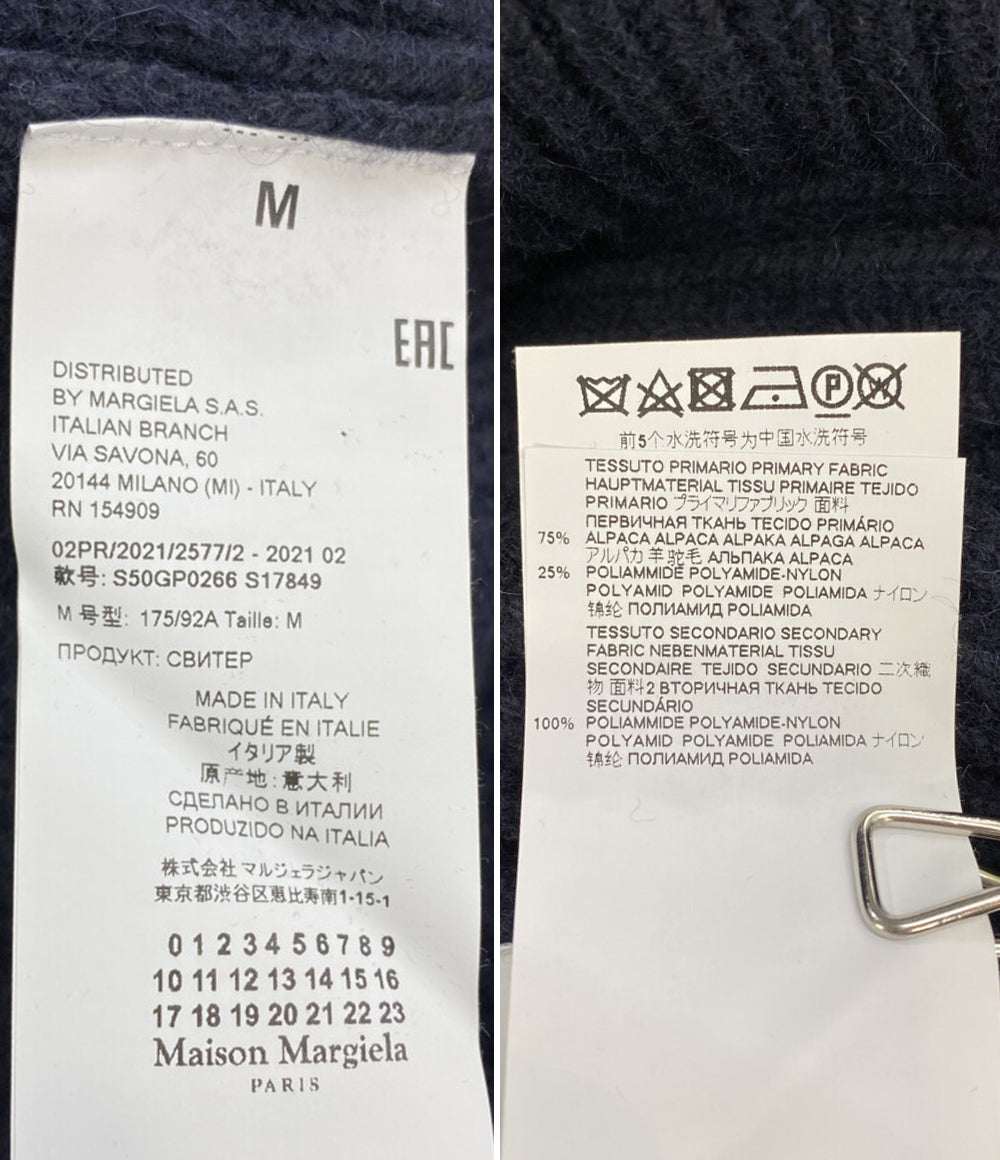 M
EAC
DISTRIBUTED
BY MARGIELA S.A.S.
ITALIAN BRANCH
VIA SAVONA, 60
20144 MILANO (MI) - ITALY
RN 154909
02PR/2021/2577/2 - 2021 02
款号: S50GP0266 S17849
M 号型: 175/92A Taille: M
ПРОДУКТ: СВИТЕР
MADE IN ITALY
FABRIQUÉ EN ITALIE
イタリア製
原产地: 意大利
СДЕЛАНО В ИТАЛИИ
PRODUZIDO NA ITALIA
株式会社 マルジェラジャパン
東京都渋谷区恵比寿南1-15-1
0 1 2 3 4 5 6 7 8 9
10 11 12 13 14 15 16
17 18 19 20 21 22 23
Maison Margiela
PARIS
P W
前5个水洗符号为中国水洗符号
TESSUTO PRIMARIO PRIMARY FABRIC
HAUPTMATERIAL TISSU PRIMAIRE TEJIDO
PRIMARIO プライマリファブリック 面料
ПЕРВИЧНАЯ ТКАНЬ TECIDO PRIMÁRIO
75% ALPACA ALPACA ALPAKA ALPAGA ALPACA
アルパカ 羊驼毛 АЛЬПАКА ALPACA
25% POLIAMMIDE POLYAMIDE-NYLON
POLYAMID POLYAMIDE POLIAMIDA ナイロン
锦纶 ПОЛИАМИД POLIAMIDA
TESSUTO SECONDARIO SECONDARY
FABRIC NEBENMATERIAL TISSU
SECONDAIRE TEJIDO SECUNDARIO 二次織
物 面料2 ВТОРИЧНАЯ ТКАНЬ TECIDO
SECUNDÁRIO
100% POLIAMMIDE POLYAMIDE-NYLON
POLYAMID POLYAMIDE POLIAMIDA ナイロン
锦纶 ПОЛИАМИД POLIAMIDA